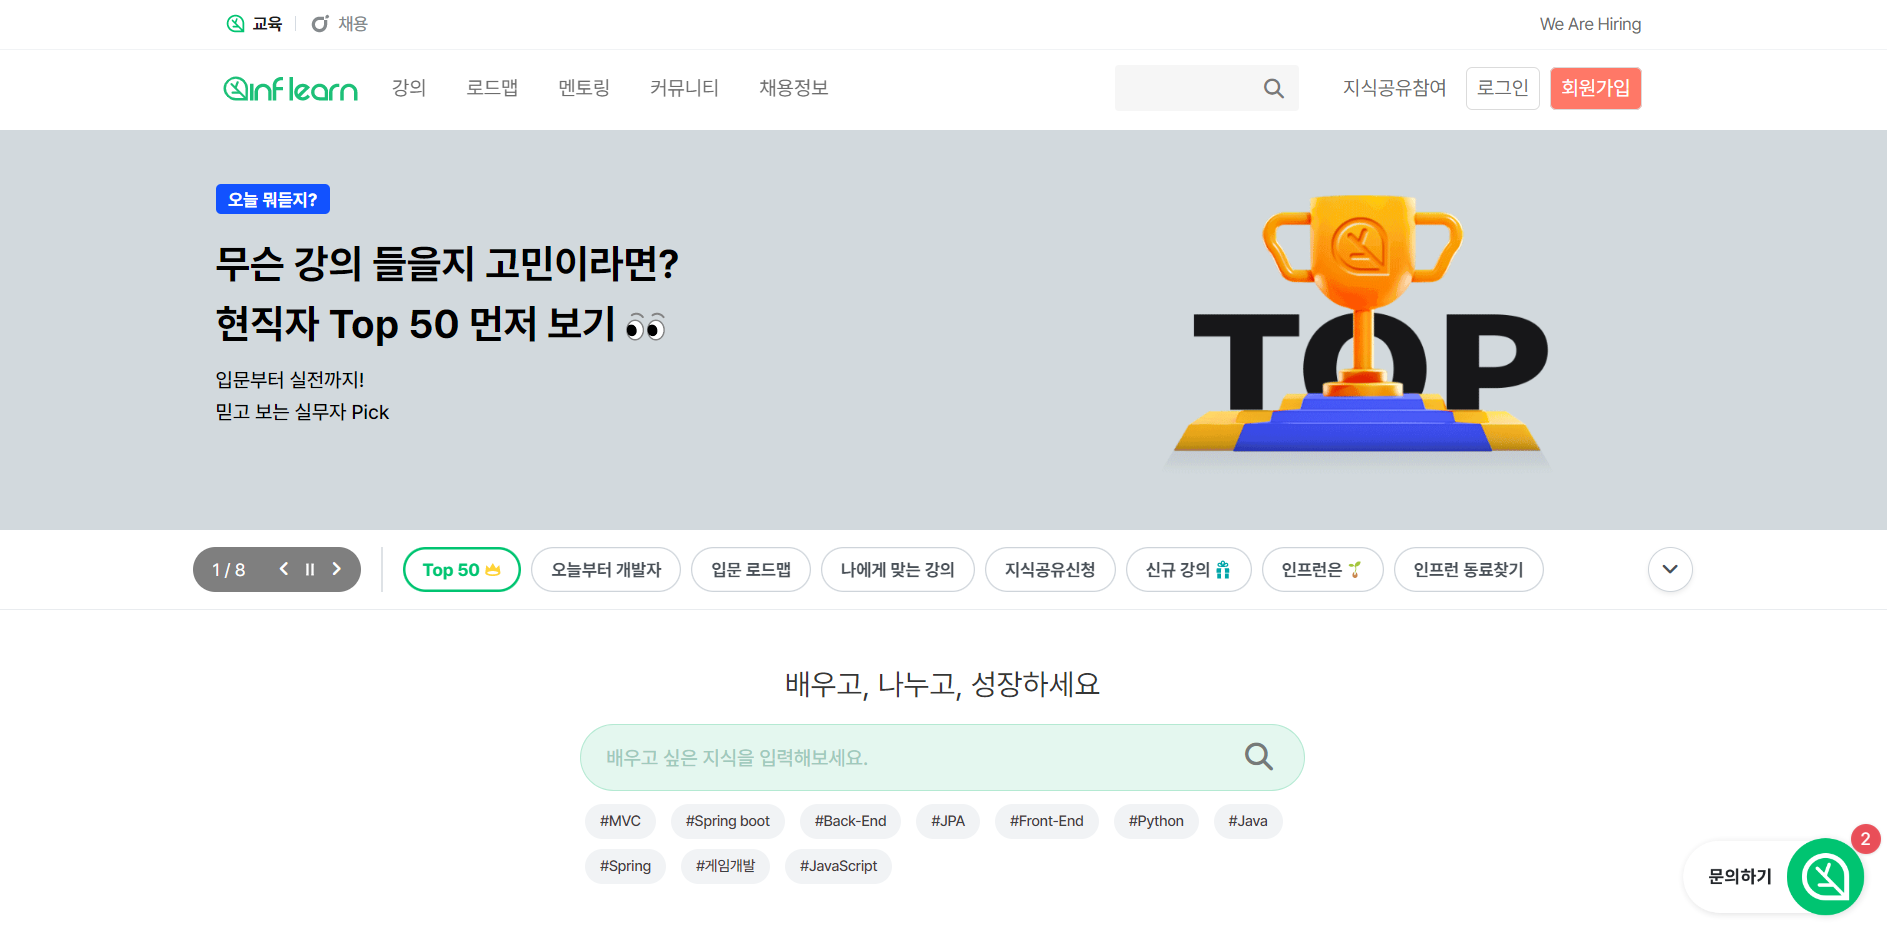 교육
채용
We Are Hiring
inflearn
강의
로드맵
멘토링
커뮤니티
채용정보
지식공유참여
로그인
회원가입
오늘 뭐듣지?
무슨 강의 들을지 고민이라면?
현직자 Top 50 먼저 보기 👀
입문부터 실전까지!
믿고 보는 실무자 Pick
TOP
1 / 8
Top 50 👑
오늘부터 개발자
입문 로드맵
나에게 맞는 강의
지식공유신청
신규 강의 🎁
인프런은 🌱
인프런 동료찾기
배우고, 나누고, 성장하세요
배우고 싶은 지식을 입력해보세요.
#MVC
#Spring boot
#Back-End
#JPA
#Front-End
#Python
#Java
#Spring
#게임개발
#JavaScript
2
문의하기